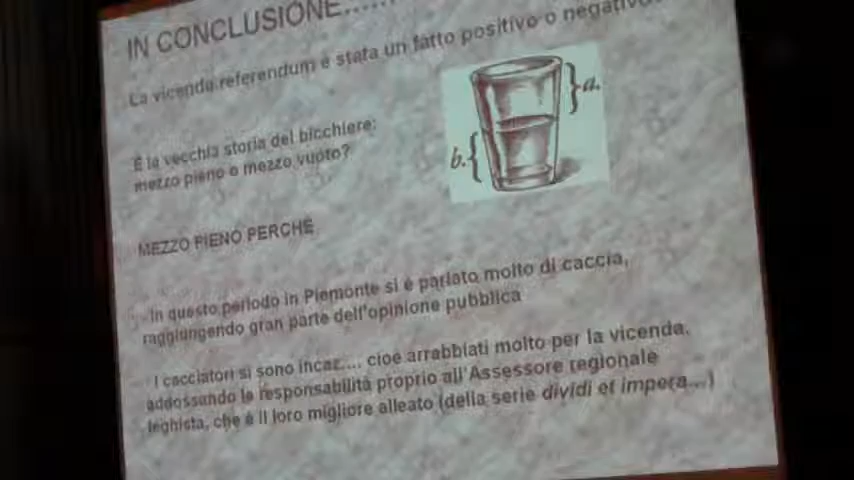 IN CONCLUSIONE......
La vicenda referendum è stata un fatto positivo o negativo
a.
È la vecchia storia del bicchiere:
mezzo pieno o mezzo vuoto?
b.
MEZZO PIENO PERCHÈ
- In questo periodo in Piemonte si è parlato molto di caccia,
raggiungendo gran parte dell'opinione pubblica
- I cacciatori si sono incaz.... cioè arrabbiati molto per la vicenda,
addossando le responsabilità proprio all'Assessore regionale
leghista, che è il loro migliore alleato (della serie dividi et impera...)